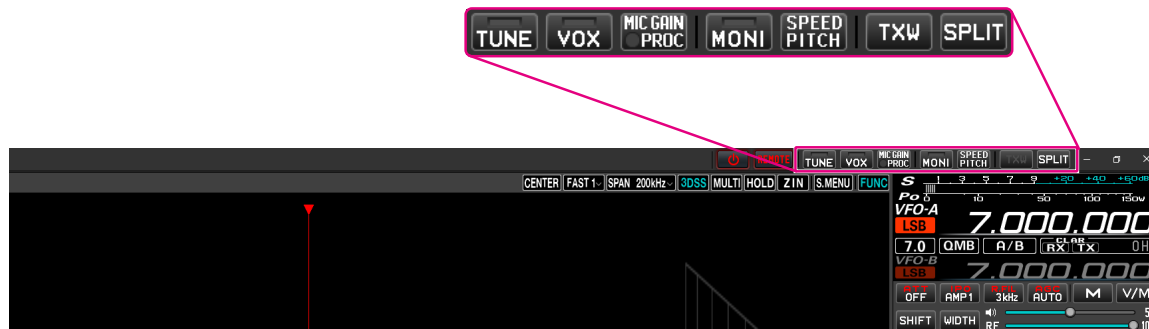 TUNE VOX MIC GAIN PROC MONI SPEED PITCH TXW SPLIT
REMOTE TUNE VOX MIC GAIN PROC MONI SPEED PITCH TXW SPLIT
CENTER FAST 1 SPAN 200kHz 3DSS MULTI HOLD Z IN S.MENU FUNC
S 1 3 5 7 9 +20 +40 +60dB
Po 0 10 50 100 150W
VFO-A
LSB 7.000.000
7.0 QMB A/B CLAR RX TX 0H
VFO-B
LSB 7.000.000
OFF AMP1 3kHz AUTO M V/M
SHIFT WIDTH
RF